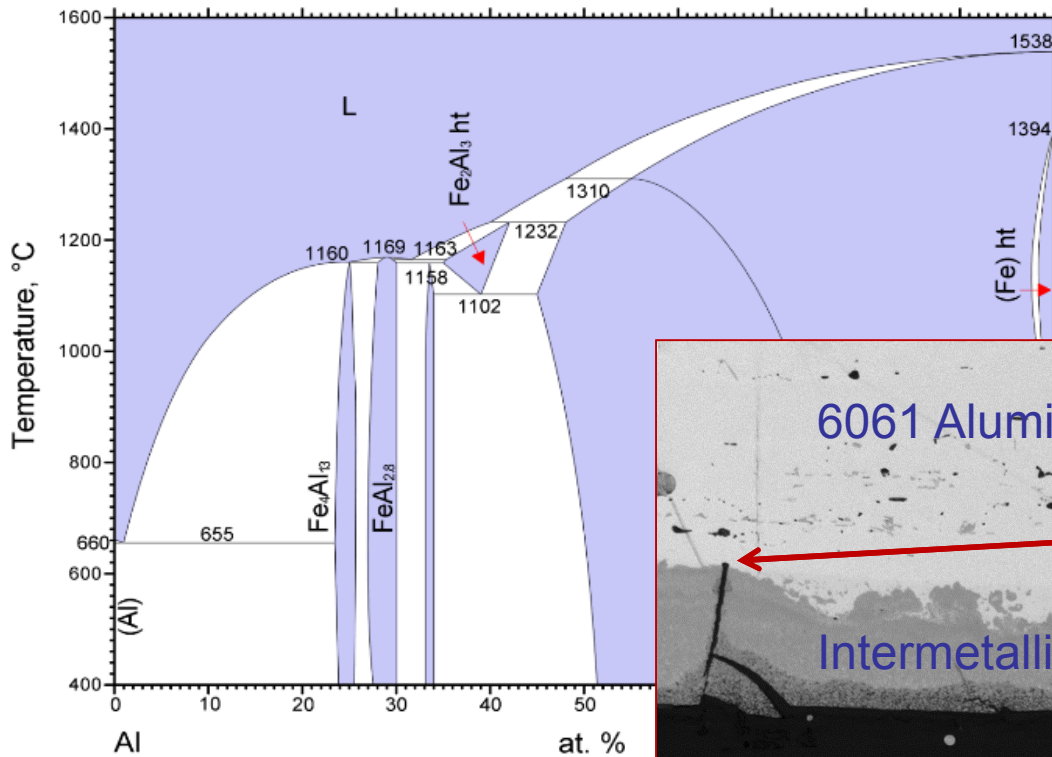 1600
1538
L
1400
1394
Fe₂Al₃ ht
1310
1232
1200
1160
1169
1163
1158
1102
(Fe) ht
Temperature, °C
1000
6061 Alumi
800
Fe₄Al₁₃
FeAl₂.₈
655
660
600
(Al)
Intermetalli
400
0
10
20
30
40
50
Al
at. %